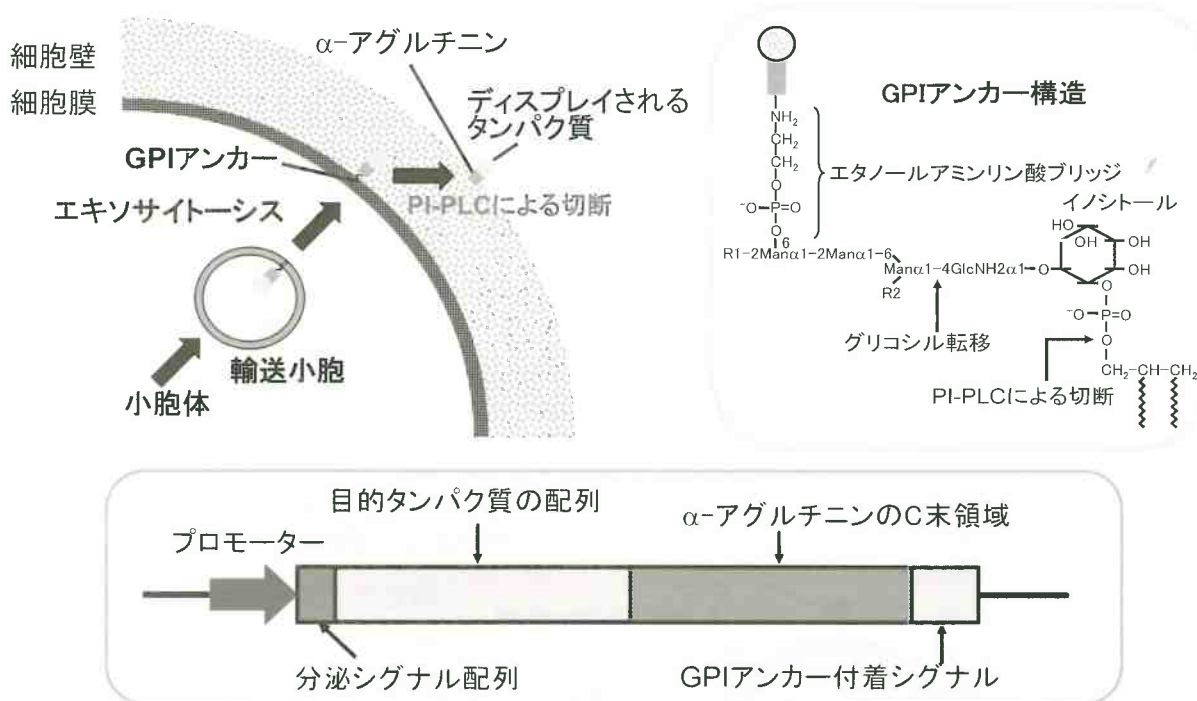 細胞壁
細胞膜
α-アグルチニン
ディスプレイされる
タンパク質
GPIアンカー
PI-PLCによる切断
エキソサイトーシス
輸送小胞
小胞体
GPIアンカー構造
NH₂
CH₂
CH₂
O
⁻O-P=O
O
6
エタノールアミンリン酸ブリッジ
R1-2Manα1-2Manα1-6
Manα1-4GlcNH2α1-O
R2
グリコシル転移
イノシトール
HO
OH
OH
OH
O
⁻O-P=O
O
CH₂-CH-CH₂
PI-PLCによる切断
目的タンパク質の配列
α-アグルチニンのC末領域
プロモーター
分泌シグナル配列
GPIアンカー付着シグナル